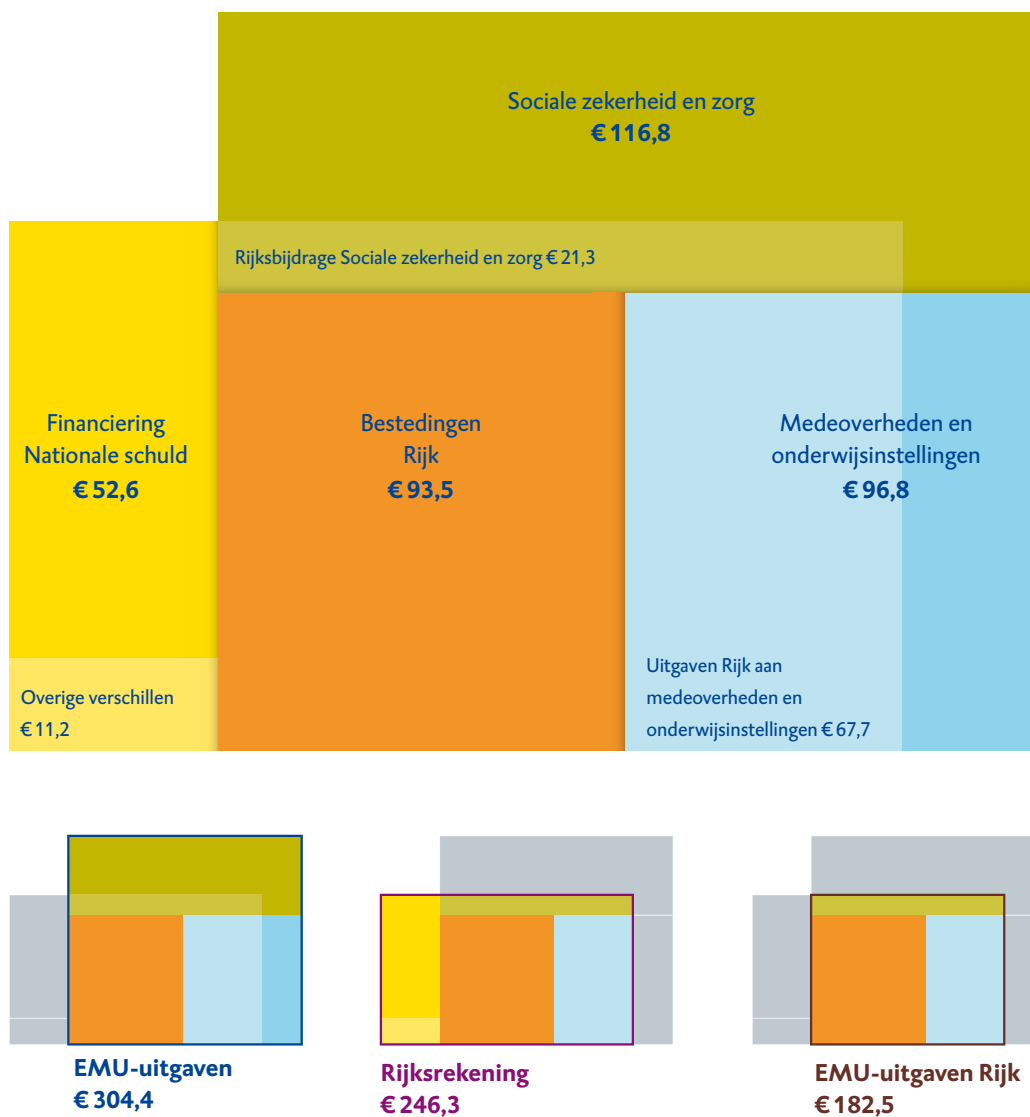 Sociale zekerheid en zorg
€ 116,8
Rijksbijdrage Sociale zekerheid en zorg € 21,3
Financiering
Nationale schuld
€ 52,6
Bestedingen
Rijk
€ 93,5
Medeoverheden en
onderwijsinstellingen
€ 96,8
Overige verschillen
€ 11,2
Uitgaven Rijk aan
medeoverheden en
onderwijsinstellingen € 67,7
EMU-uitgaven
€ 304,4
Rijksrekening
€ 246,3
EMU-uitgaven Rijk
€ 182,5